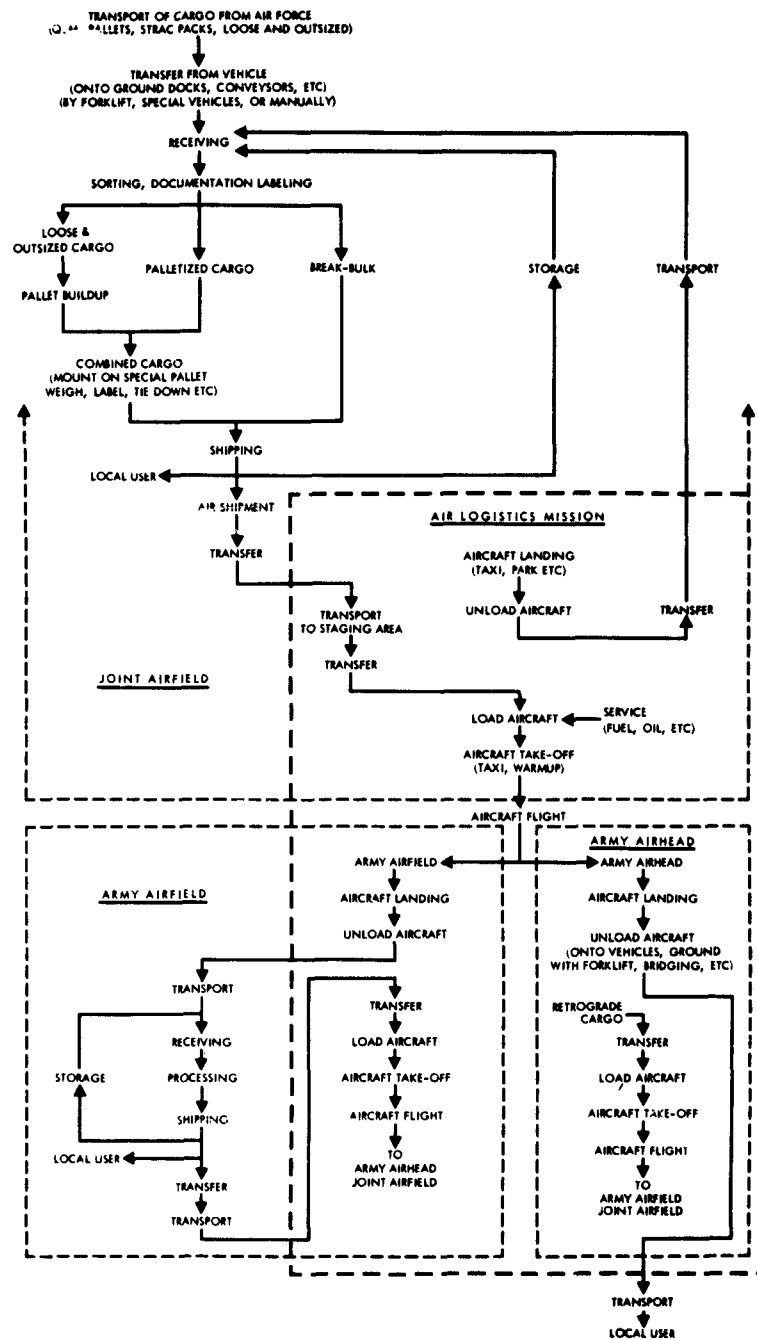 TRANSPORT OF CARGO FROM AIR FORCE
PALLETS, STRAC PACKS, LOOSE AND OUTSIZED)
TRANSFER FROM VEHICLE
(ONTO GROUND DOCKS, CONVEYSORS, ETC)
(BY FORKLIFT, SPECIAL VEHICLES, OR MANUALLY)
RECEIVING
SORTING, DOCUMENTATION LABELING
LOOSE &
OUTSIZED CARGO
PALLETIZED CARGO
BREAK-BULK
STORAGE
TRANSPORT
PALLET BUILDUP
COMBINED CARGO
(MOUNT ON SPECIAL PALLET
WEIGH, LABEL, TIE DOWN ETC)
SHIPPING
LOCAL USER
AIR SHIPMENT
TRANSFER
AIR LOGISTICS MISSION
AIRCRAFT LANDING
(TAXI, PARK ETC)
UNLOAD AIRCRAFT
TRANSFER
TRANSPORT
TO STAGING AREA
TRANSFER
JOINT AIRFIELD
LOAD AIRCRAFT
SERVICE
(FUEL, OIL, ETC)
AIRCRAFT TAKE-OFF
(TAXI, WARMUP)
AIRCRAFT FLIGHT
ARMY AIRFIELD
ARMY AIRFIELD
AIRCRAFT LANDING
UNLOAD AIRCRAFT
TRANSPORT
RECEIVING
PROCESSING
STORAGE
SHIPPING
LOCAL USER
TRANSFER
TRANSPORT
TRANSFER
LOAD AIRCRAFT
AIRCRAFT TAKE-OFF
AIRCRAFT FLIGHT
TO
ARMY AIRHEAD
JOINT AIRFIELD
ARMY AIRHEAD
ARMY AIRHEAD
AIRCRAFT LANDING
UNLOAD AIRCRAFT
(ONTO VEHICLES, GROUND
WITH FORKLIFT, BRIDGING, ETC)
RETROGRADE
CARGO
TRANSFER
LOAD AIRCRAFT
AIRCRAFT TAKE-OFF
AIRCRAFT FLIGHT
TO
ARMY AIRFIELD
JOINT AIRFIELD
TRANSPORT
LOCAL USER